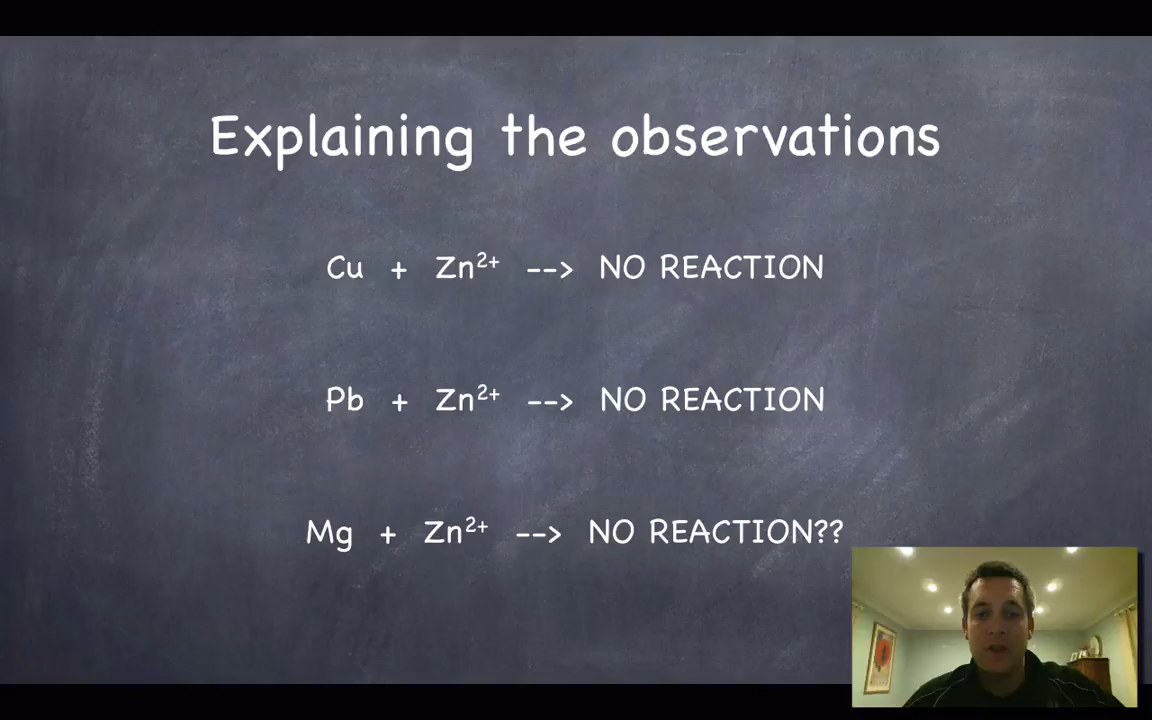 Explaining the observations
Cu + Zn²⁺ --> NO REACTION
Pb + Zn²⁺ --> NO REACTION
Mg + Zn²⁺ --> NO REACTION??